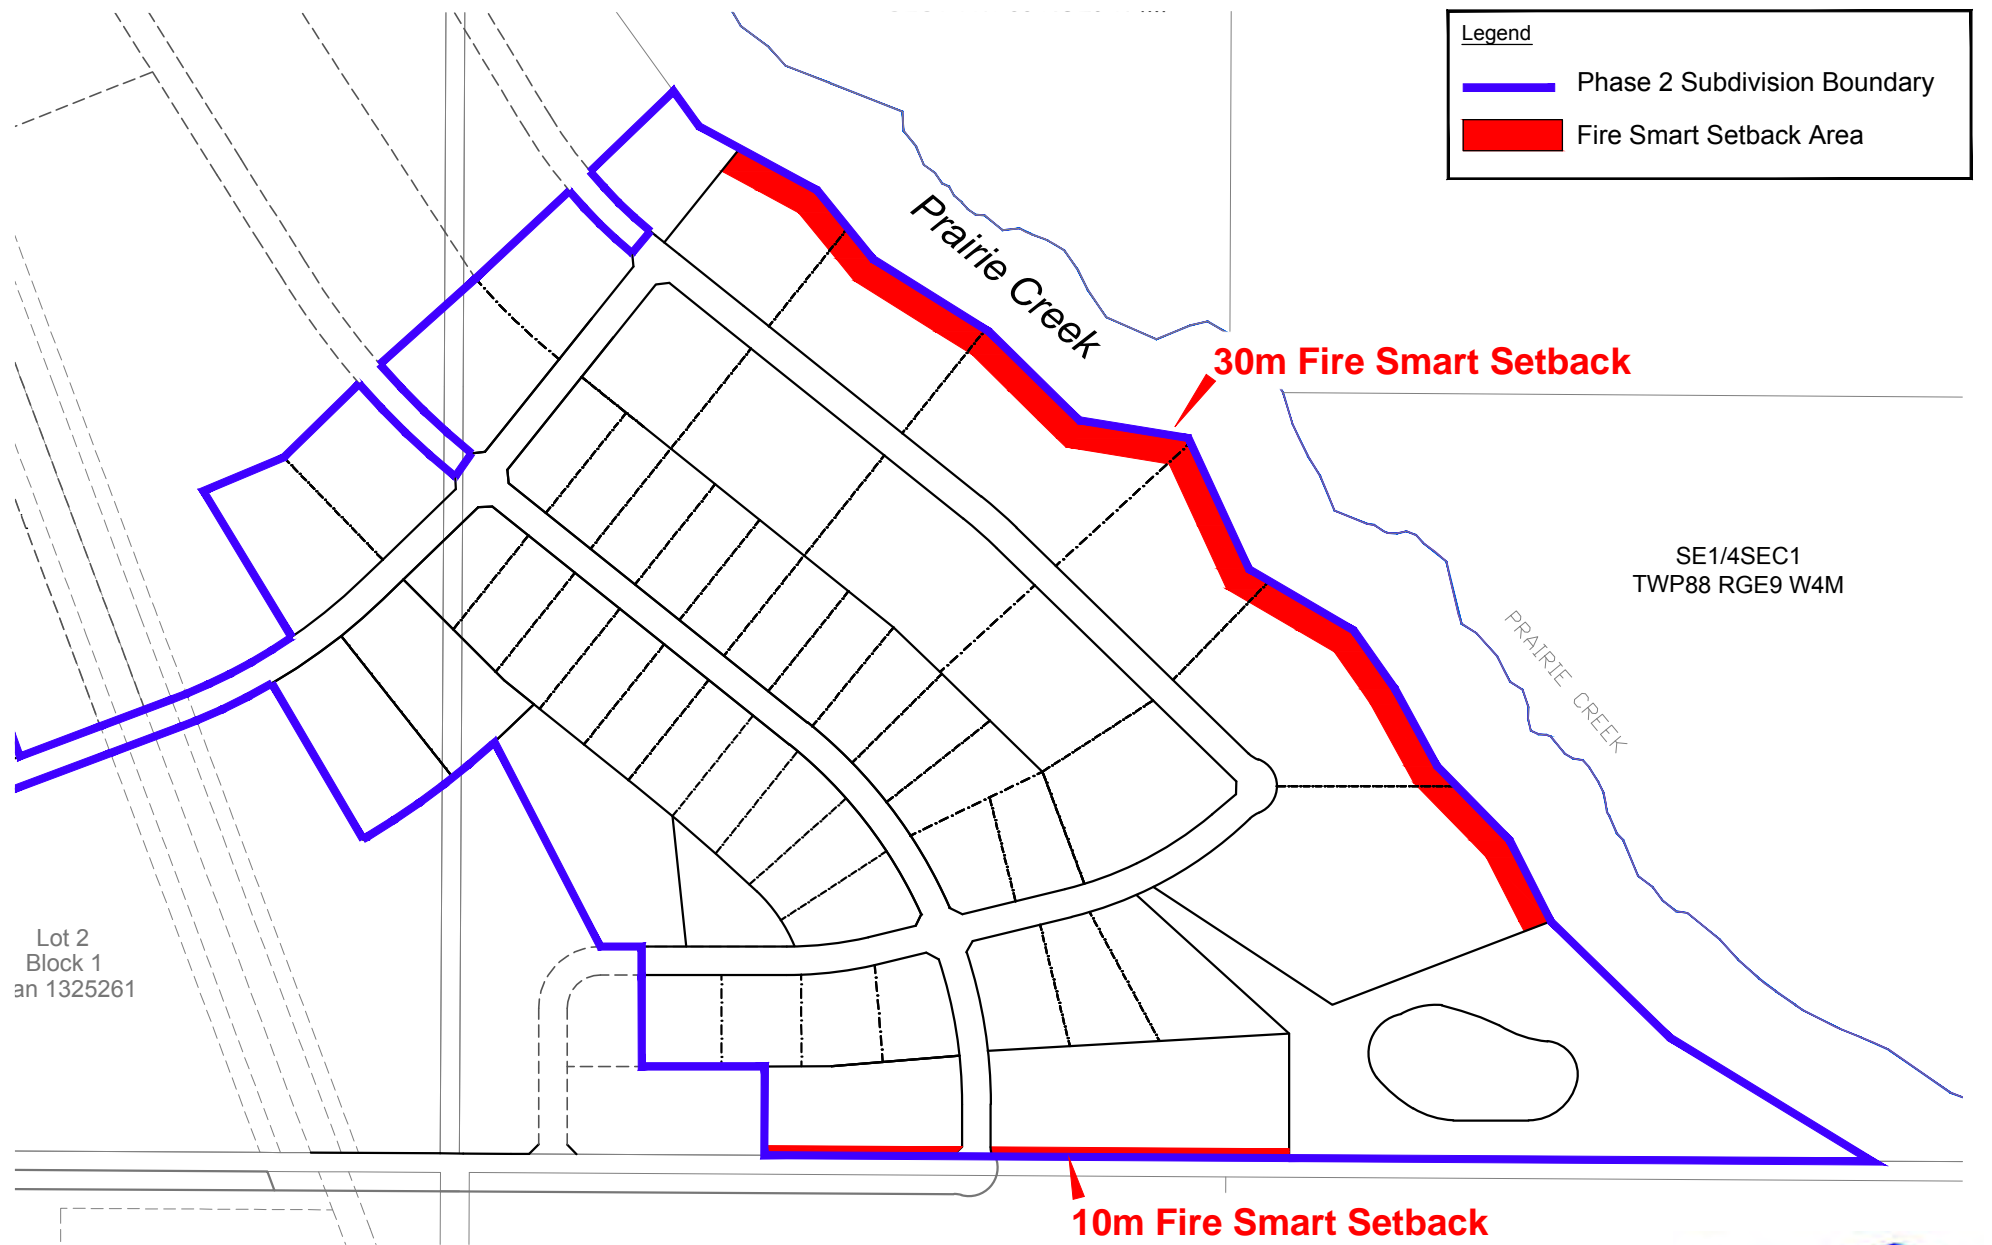 Legend
Phase 2 Subdivision Boundary
Fire Smart Setback Area
Prairie Creek
30m Fire Smart Setback
SE1/4SEC1
TWP88 RGE9 W4M
PRAIRIE CREEK
Lot 2
Block 1
an 1325261
10m Fire Smart Setback